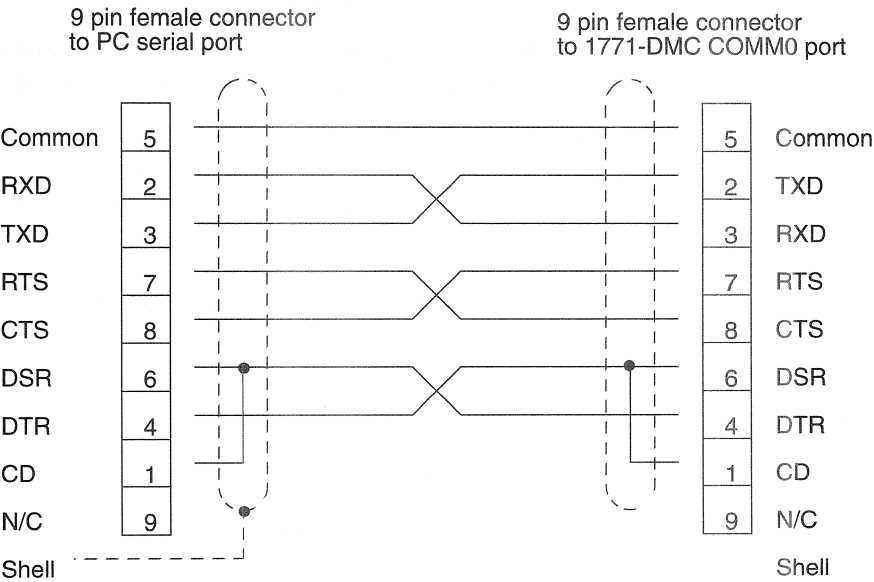 9 pin female connector
to PC serial port
9 pin female connector
to 1771-DMC COMM0 port
Common 5 5 Common
RXD 2 2 TXD
TXD 3 3 RXD
RTS 7 7 RTS
CTS 8 8 CTS
DSR 6 6 DSR
DTR 4 4 DTR
CD 1 1 CD
N/C 9 9 N/C
Shell Shell